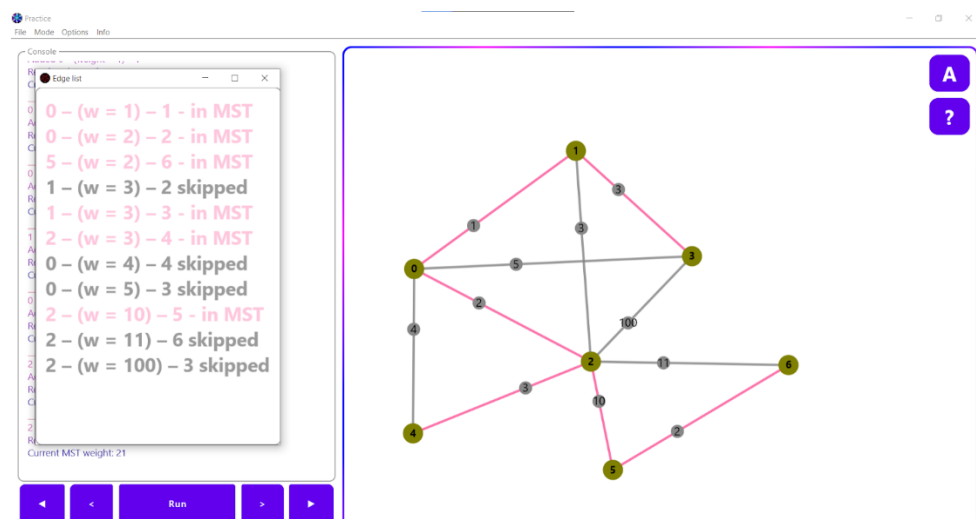 Practice
File Mode Options Info
Console
Edge list
0 – (w = 1) – 1 - in MST
0 – (w = 2) – 2 - in MST
5 – (w = 2) – 6 - in MST
1 – (w = 3) – 2 skipped
1 – (w = 3) – 3 - in MST
2 – (w = 3) – 4 - in MST
0 – (w = 4) – 4 skipped
0 – (w = 5) – 3 skipped
2 – (w = 10) – 5 - in MST
2 – (w = 11) – 6 skipped
2 – (w = 100) – 3 skipped
Current MST weight: 21
Run
A
?
1
3
1
3
5
3
0
2
4
100
2
11
6
3
10
4
2
5